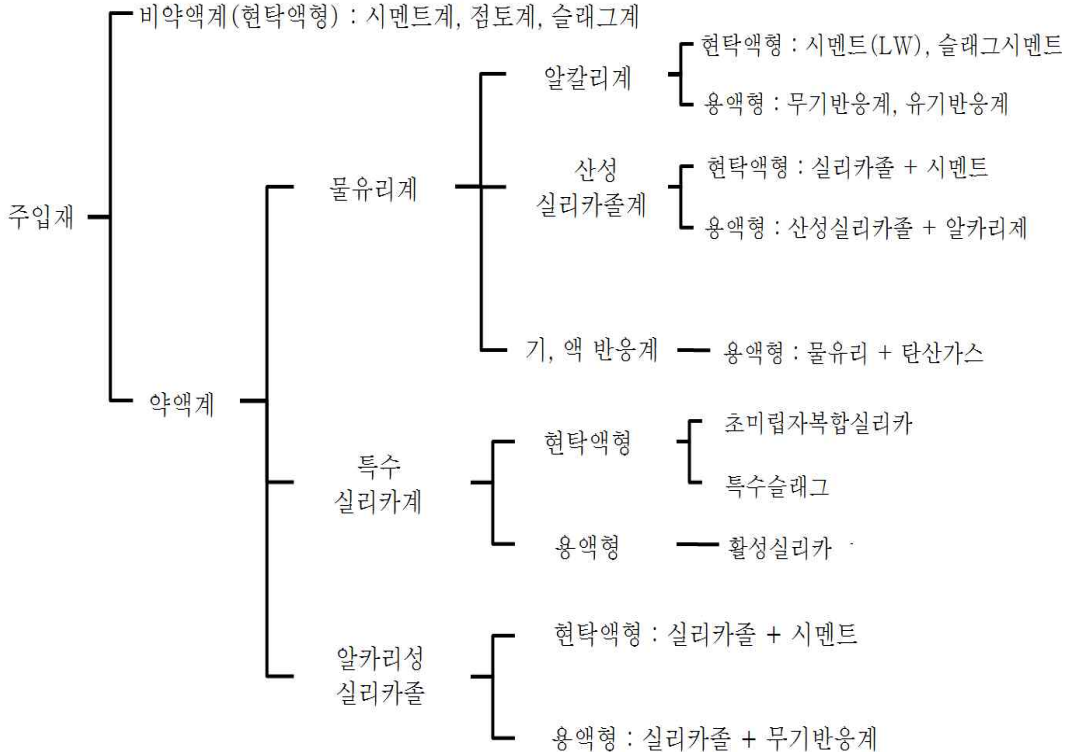 비약액계(현탁액형) : 시멘트계, 점토계, 슬래그계
현탁액형 : 시멘트(LW), 슬래그시멘트
알칼리계
용액형 : 무기반응계, 유기반응계
현탁액형 : 실리카졸 + 시멘트
산성
실리카졸계
물유리계
용액형 : 산성실리카졸 + 알카리제
주입재
기, 액 반응계
용액형 : 물유리 + 탄산가스
약액계
초미립자복합실리카
현탁액형
특수
실리카계
특수슬래그
용액형
활성실리카
현탁액형 : 실리카졸 + 시멘트
알카리성
실리카졸
용액형 : 실리카졸 + 무기반응계